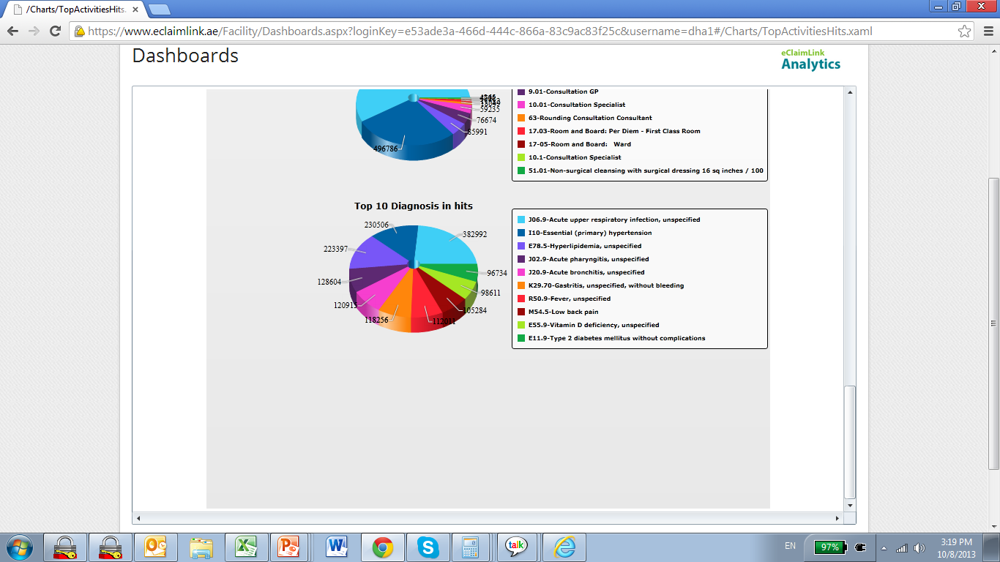 /Charts/TopActivitiesHits.
https://www.eclaimlink.ae/Facility/Dashboards.aspx?loginKey=e53ade3a-466d-444c-866a-83c9ac83f25c&username=dha1#/Charts/TopActivitiesHits.xaml
Dashboards
eClaimLink
Analytics
59235
76674
85991
496786
9.01-Consultation GP
10.01-Consultation Specialist
63-Rounding Consultation Consultant
17.03-Room and Board: Per Diem - First Class Room
17-05-Room and Board: Ward
10.1-Consultation Specialist
51.01-Non-surgical cleansing with surgical dressing 16 sq inches / 100
Top 10 Diagnosis in hits
230506
382992
223397
128604
120915
118256
112011
105284
98611
96734
J06.9-Acute upper respiratory infection, unspecified
I10-Essential (primary) hypertension
E78.5-Hyperlipidemia, unspecified
J02.9-Acute pharyngitis, unspecified
J20.9-Acute bronchitis, unspecified
K29.70-Gastritis, unspecified, without bleeding
R50.9-Fever, unspecified
M54.5-Low back pain
E55.9-Vitamin D deficiency, unspecified
E11.9-Type 2 diabetes mellitus without complications
talk
EN
97%
3:19 PM
10/8/2013